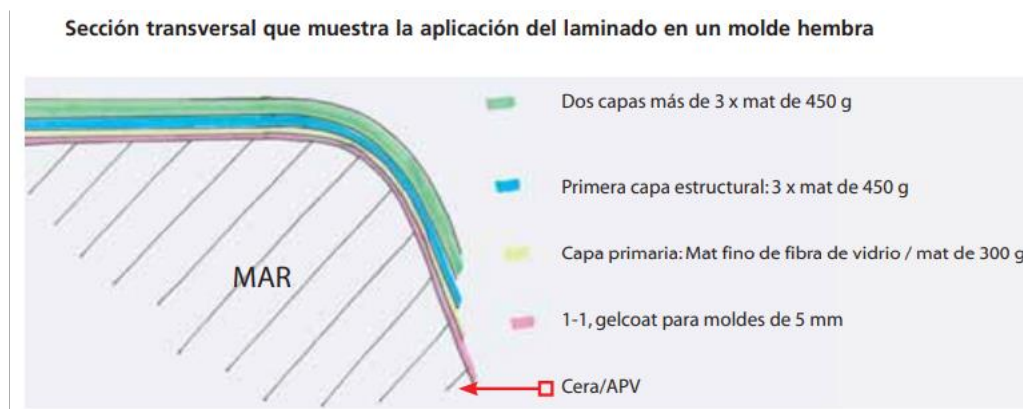 Sección transversal que muestra la aplicación del laminado en un molde hembra
Dos capas más de 3 x mat de 450 g
Primera capa estructural: 3 x mat de 450 g
MAR
Capa primaria: Mat fino de fibra de vidrio / mat de 300 g
1-1, gelcoat para moldes de 5 mm
Cera/APV